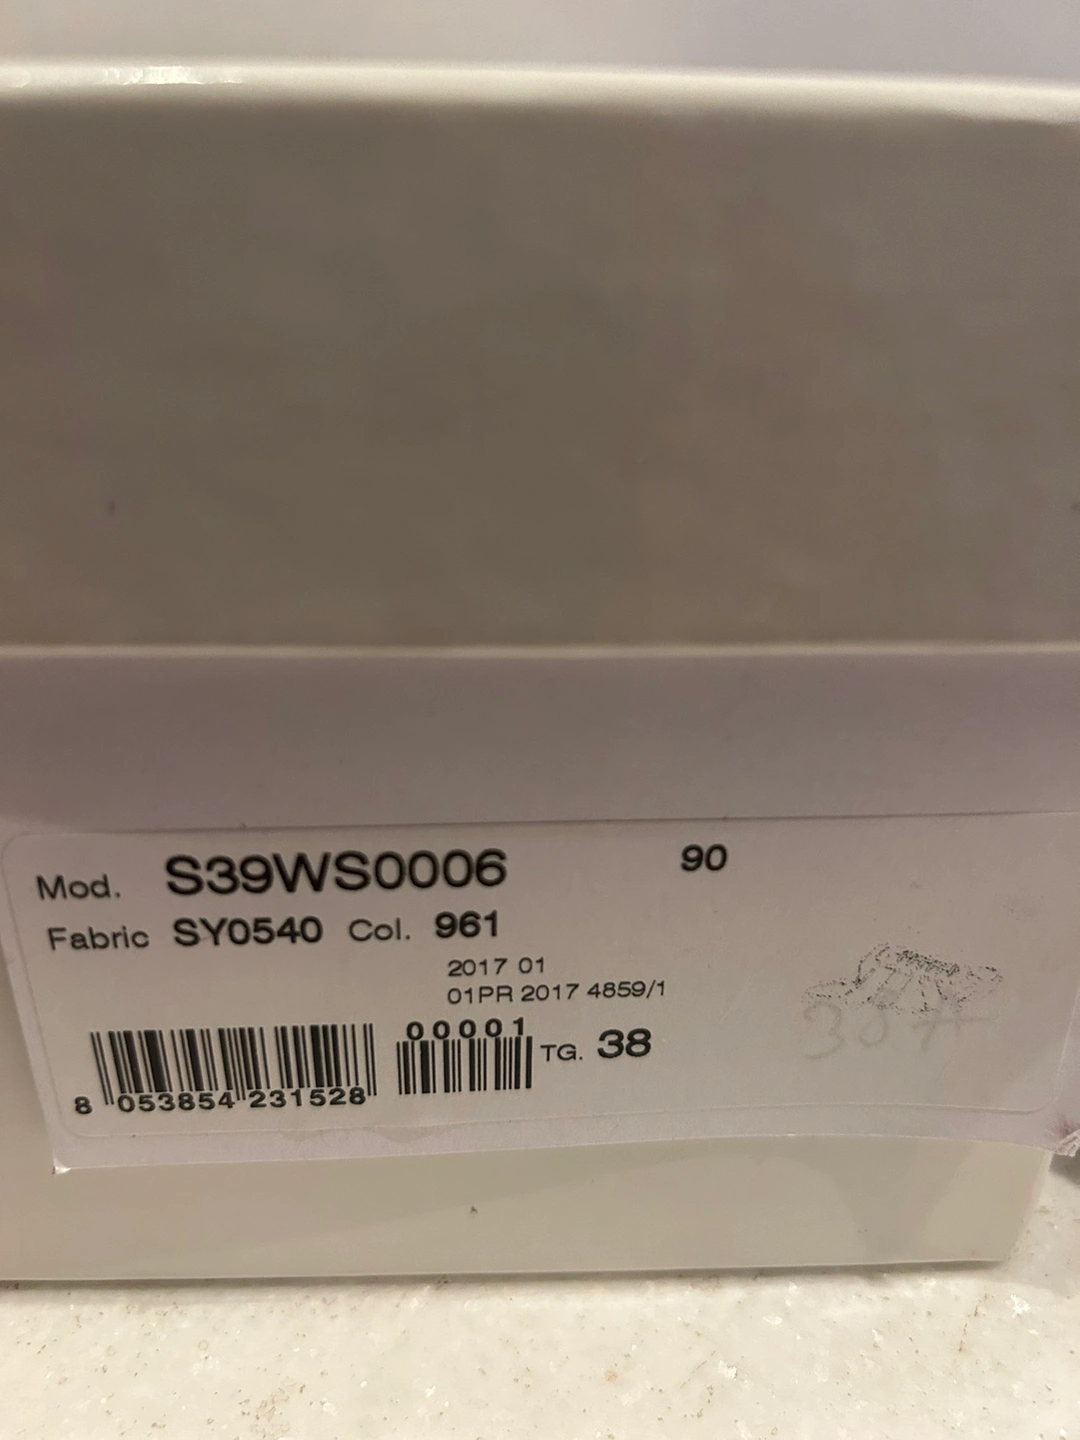 Mod. S39WS0006 90
Fabric SY0540 Col. 961
2017 01
01PR 2017 4859/1
00001
TG. 38
8 053854 231528